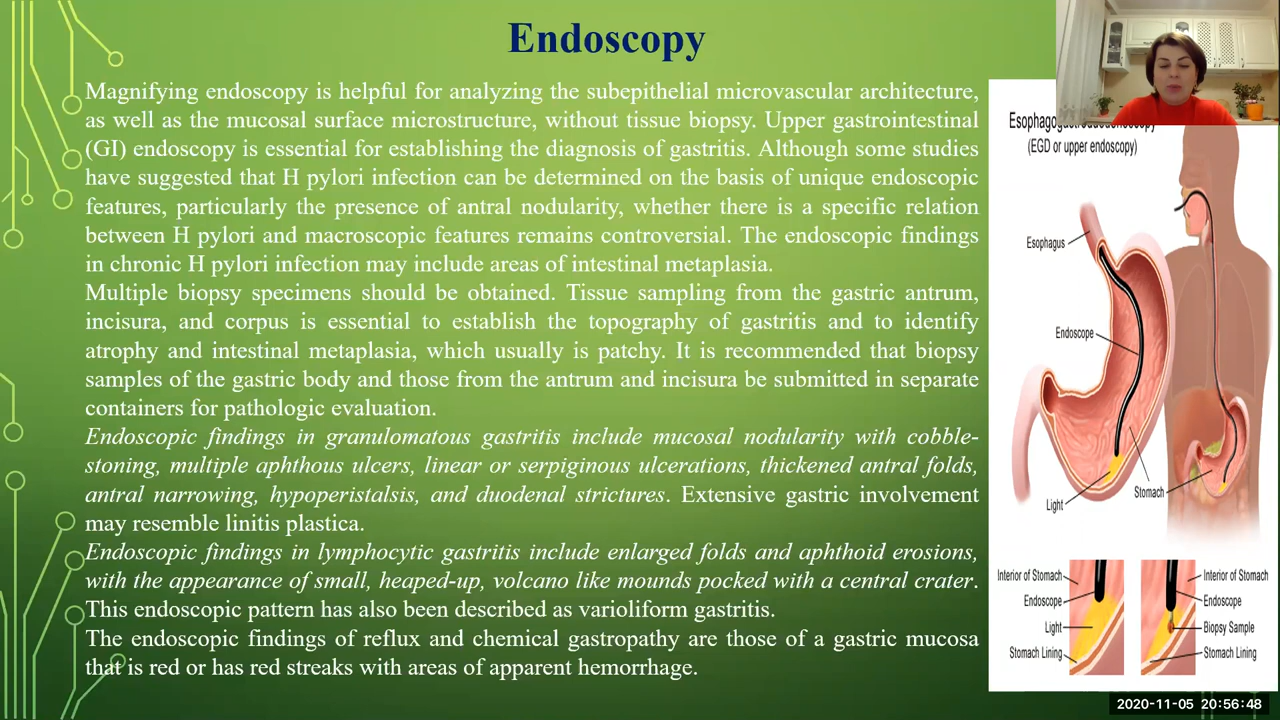 Endoscopy
Magnifying endoscopy is helpful for analyzing the subepithelial microvascular architecture,
as well as the mucosal surface microstructure, without tissue biopsy. Upper gastrointestinal
(GI) endoscopy is essential for establishing the diagnosis of gastritis. Although some studies
have suggested that H pylori infection can be determined on the basis of unique endoscopic
features, particularly the presence of antral nodularity, whether there is a specific relation
between H pylori and macroscopic features remains controversial. The endoscopic findings
in chronic H pylori infection may include areas of intestinal metaplasia.
Multiple biopsy specimens should be obtained. Tissue sampling from the gastric antrum,
incisura, and corpus is essential to establish the topography of gastritis and to identify
atrophy and intestinal metaplasia, which usually is patchy. It is recommended that biopsy
samples of the gastric body and those from the antrum and incisura be submitted in separate
containers for pathologic evaluation.
Endoscopic findings in granulomatous gastritis include mucosal nodularity with cobble-
stoning, multiple aphthous ulcers, linear or serpiginous ulcerations, thickened antral folds,
antral narrowing, hypoperistalsis, and duodenal strictures. Extensive gastric involvement
may resemble linitis plastica.
Endoscopic findings in lymphocytic gastritis include enlarged folds and aphthoid erosions,
with the appearance of small, heaped-up, volcano like mounds pocked with a central crater.
This endoscopic pattern has also been described as varioliform gastritis.
The endoscopic findings of reflux and chemical gastropathy are those of a gastric mucosa
that is red or has red streaks with areas of apparent hemorrhage.
(EGD or upper endoscopy)
Esophagus
Endoscope
Light
Stomach
Interior of Stomach
Endoscope
Light
Stomach Lining
Interior of Stomach
Endoscope
Biopsy Sample
Stomach Lining
2020-11-05 20:56:48